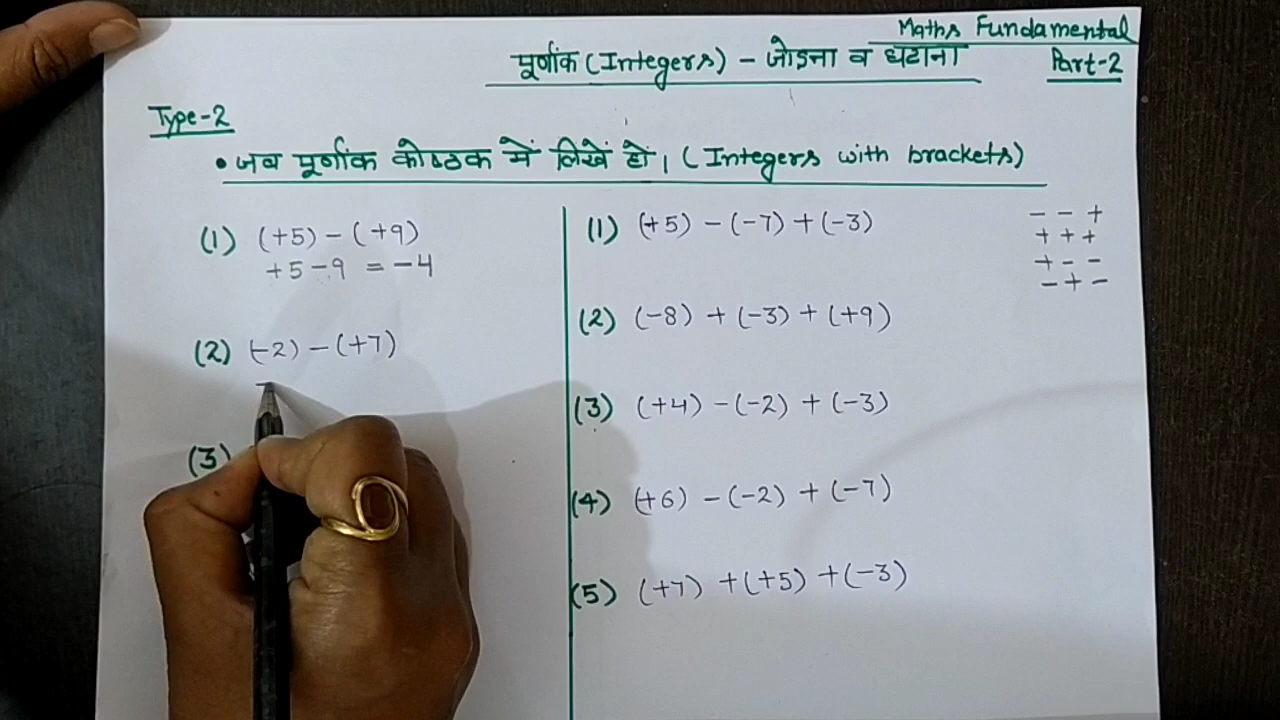 Maths Fundamental
पूर्णांक (Integers) - जोड़ना व घटाना Part-2
Type-2
• जब पूर्णांक कोष्ठक में लिखें हों। (Integers with brackets)
(1) (+5) - (+9)
+5-9 = -4
(2) (-2) - (+7)
-
(3)
(1) (+5) - (-7) + (-3)
(2) (-8) + (-3) + (+9)
(3) (+4) - (-2) + (-3)
(4) (+6) - (-2) + (-7)
(5) (+7) + (+5) + (-3)
- - +
+ + +
+ - -
- + -